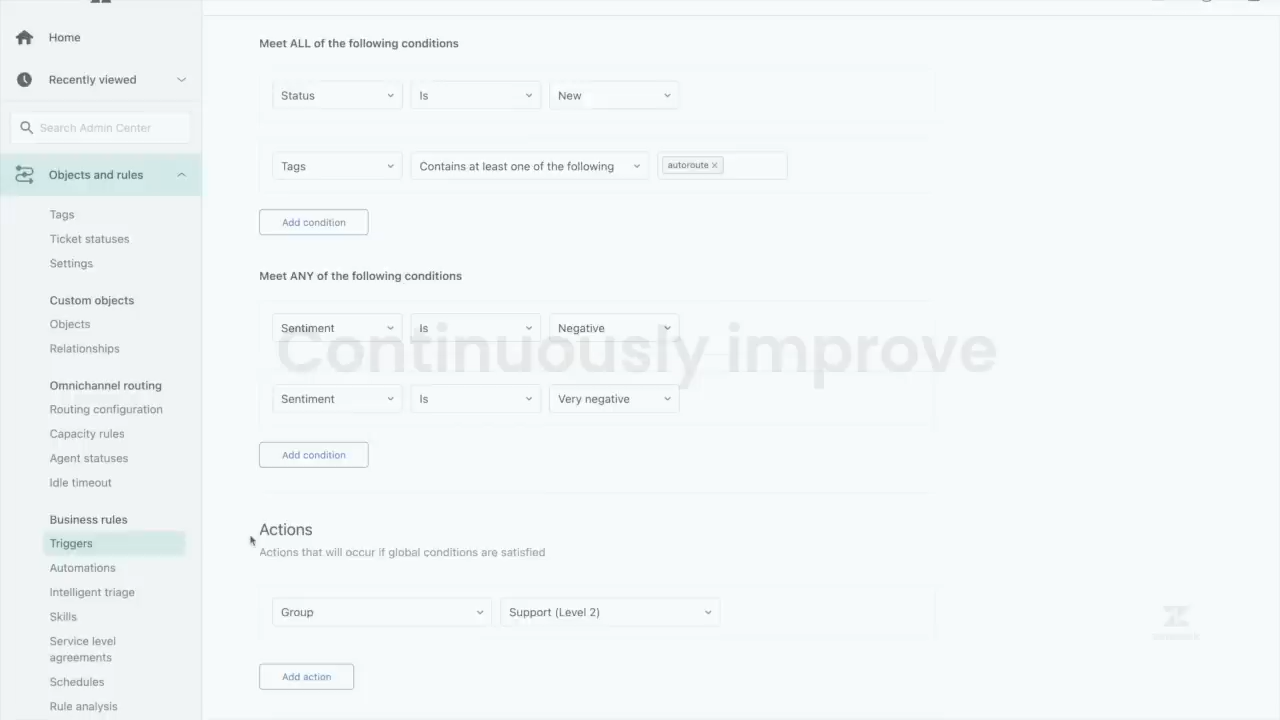 Home
Recently viewed
Search Admin Center
Objects and rules
Tags
Ticket statuses
Settings
Custom objects
Objects
Relationships
Omnichannel routing
Routing configuration
Capacity rules
Agent statuses
Idle timeout
Business rules
Triggers
Automations
Intelligent triage
Skills
Service level
agreements
Schedules
Rule analysis
Meet ALL of the following conditions
Status Is New
Tags Contains at least one of the following autoroute ×
Add condition
Meet ANY of the following conditions
Sentiment Is Negative
Continuously improve
Sentiment Is Very negative
Add condition
Actions
Actions that will occur if global conditions are satisfied
Group Support (Level 2)
Add action